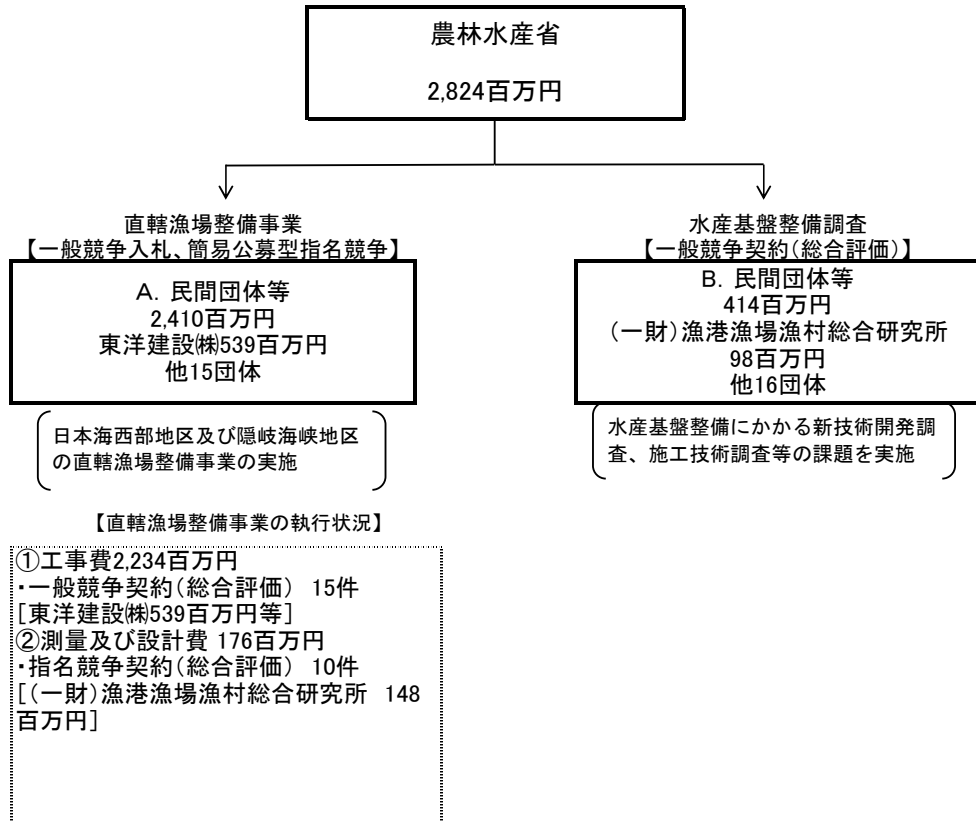 農林水産省
2,824百万円
直轄漁場整備事業
【一般競争入札、簡易公募型指名競争】
A. 民間団体等
2,410百万円
東洋建設㈱539百万円
他15団体
日本海西部地区及び隠岐海峡地区
の直轄漁場整備事業の実施
水産基盤整備調査
【一般競争契約(総合評価)】
B. 民間団体等
414百万円
(一財)漁港漁場漁村総合研究所
98百万円
他16団体
水産基盤整備にかかる新技術開発調
査、施工技術調査等の課題を実施
【直轄漁場整備事業の執行状況】
①工事費2,234百万円
・一般競争契約(総合評価) 15件
[東洋建設㈱539百万円等]
②測量及び設計費 176百万円
・指名競争契約(総合評価) 10件
[(一財)漁港漁場漁村総合研究所 148
百万円]